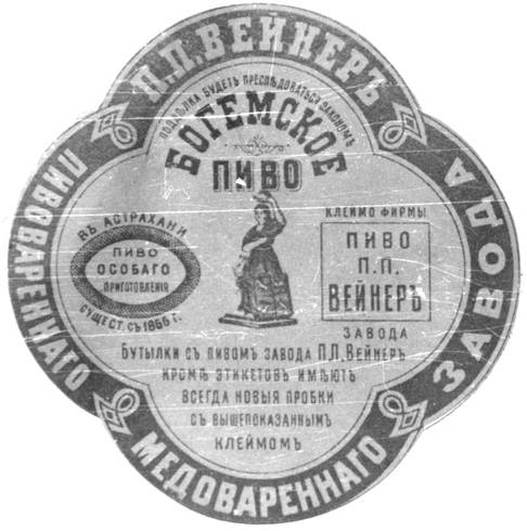 П.П.ВЕЙНЕРЪ
ПИВОВАРЕННАГО
МЕДОВАРЕННАГО
ЗАВОДА
ПОДДѢЛКА БУДЕТЪ ПРЕСЛѢДОВАТЬСЯ ЗАКОНОМЪ
БОГЕМСКОЕ
ПИВО
ВЪ АСТРАХАНИ
ПИВО
ОСОБАГО
ПРИГОТОВЛЕНІЯ
СУЩЕСТ. СЪ 1866 Г.
КЛЕЙМО ФИРМЫ
ПИВО
П.П.
ВЕЙНЕРЪ
ЗАВОДА
БУТЫЛКИ СЪ ПИВОМЪ ЗАВОДА П.П.ВЕЙНЕРЪ
КРОМѢ ЭТИКЕТОВЪ ИМѢЮТЪ
ВСЕГДА НОВЫЯ ПРОБКИ
СЪ ВЫШЕПОКАЗАННЫМЪ
КЛЕЙМОМЪ